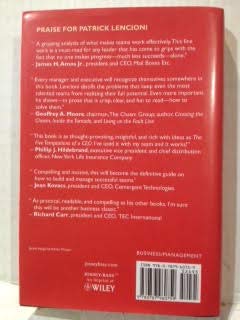 PRAISE FOR PATRICK LENCIONI
"A gripping analysis of what makes teams work effectively. This fine
work is a must-read for any leader that has come to grips with the
fact that no one makes progress—much less succeeds—alone."
— James H. Amos Jr., president and CEO, Mail Boxes Etc.
"Every manager and executive will recognize themselves somewhere in
this book. Lencioni distills the problems that keep even the most
talented teams from realizing their full potential. Even more important,
he shows—in prose that is crisp, clear, and fun to read—how to
solve them."
— Geoffrey A. Moore, chairman, The Chasm Group; author, Crossing the
Chasm, Inside the Tornado, and Living on the Fault Line
"This book is as thought-provoking, insightful, and rich with ideas as The
Five Temptations of a CEO. I've used it with my team and it works!"
— Philip J. Hildebrand, executive vice president and chief distribution
officer, New York Life Insurance Company
"Compelling and incisive, this will become the definitive guide on
how to build and manage successful teams."
— Jean Kovacs, president and CEO, Comergent Technologies
"As practical, readable, and compelling as his other books, I'm sure
this will be another business classic."
— Richard Carr, president and CEO, TEC International
BUSINESS/MANAGEMENT
josseybass.com
JOSSEY-BASS
An Imprint of
WILEY